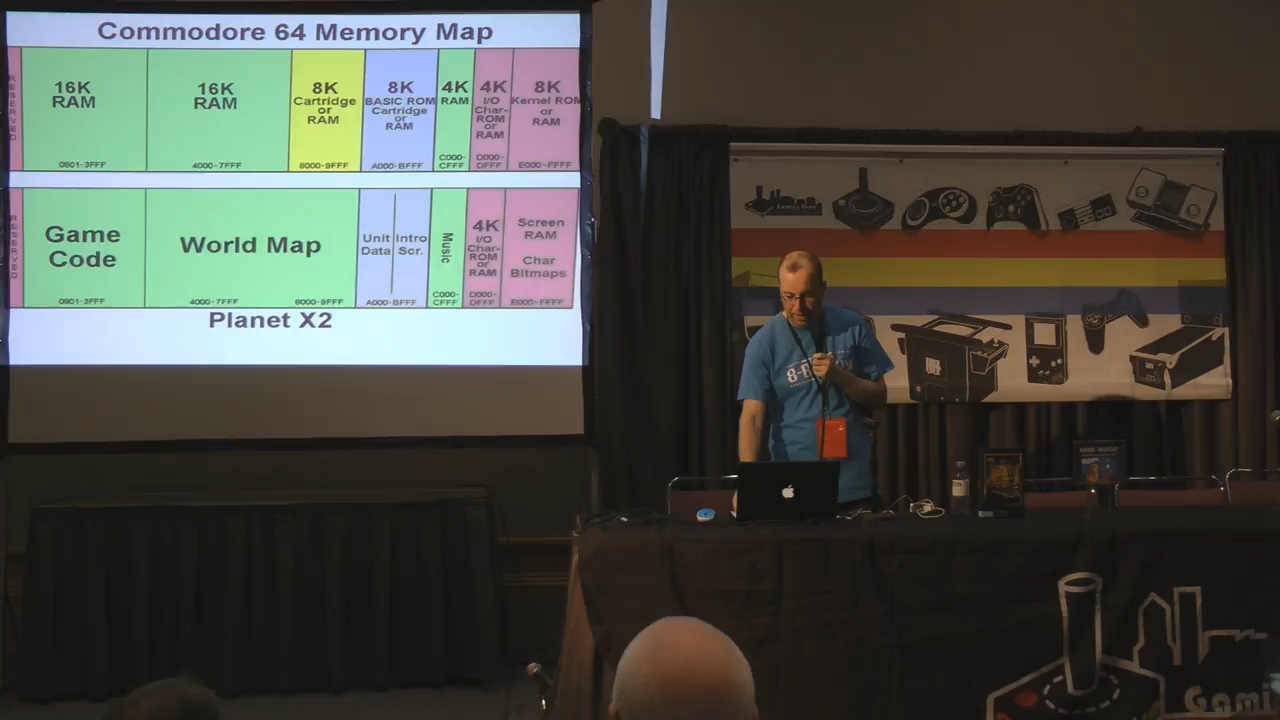 Commodore 64 Memory Map
RESERVED
16K
RAM
0801-3FFF
16K
RAM
4000-7FFF
8K
Cartridge
or
RAM
8000-9FFF
8K
BASIC ROM
Cartridge
or
RAM
A000-BFFF
4K
RAM
C000-
CFFF
4K
I/O
Char-
ROM
or
RAM
D000-
DFFF
8K
Kernel ROM
or
RAM
E000-FFFF
RESERVED
Game
Code
0801-3FFF
World Map
4000-7FFF
8000-9FFF
Unit
Data
Intro
Scr.
A000-BFFF
Music
C000-
CFFF
4K
I/O
Char-
ROM
or
RAM
D000-
DFFF
Screen
RAM
Char
Bitmaps
E000-FFFF
Planet X2
Gami